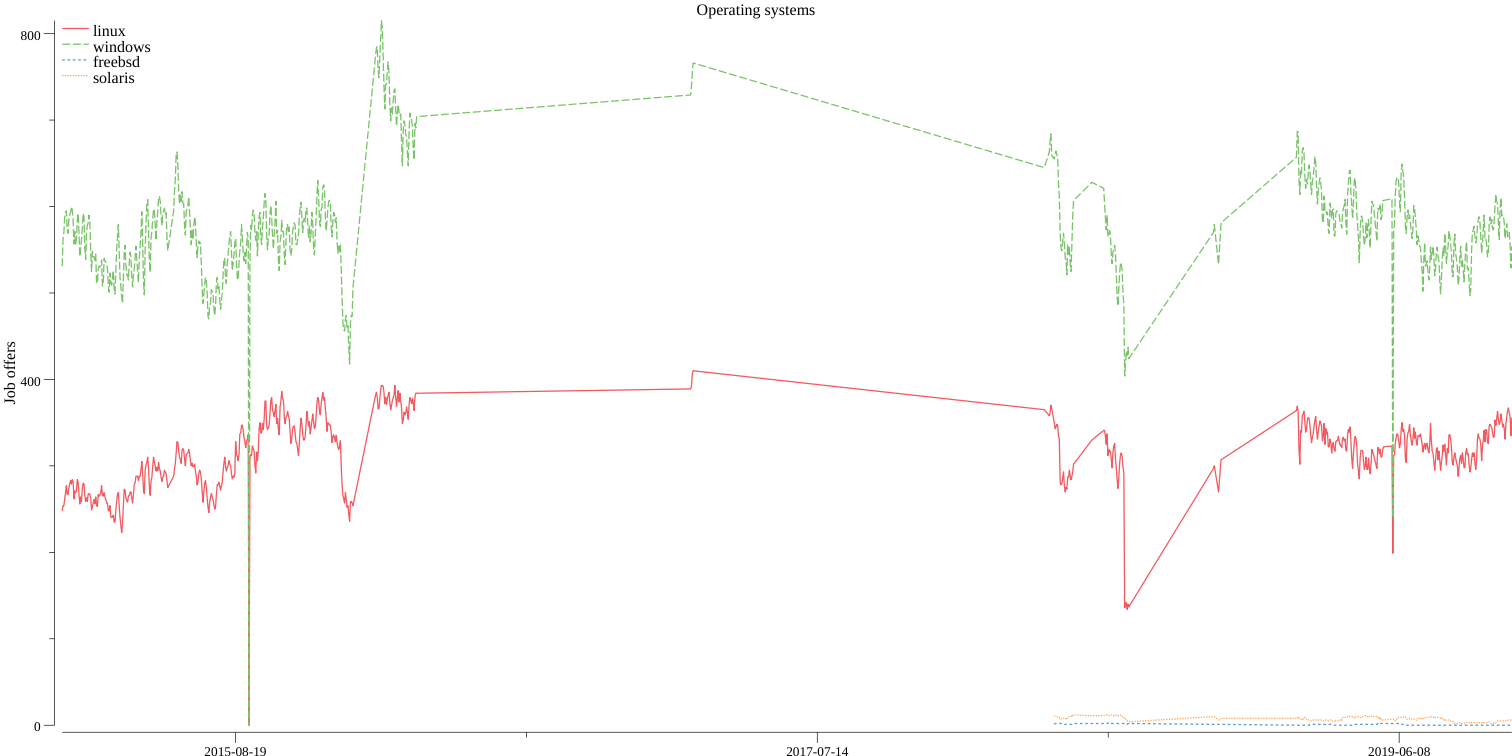 Operating systems
800
linux
windows
freebsd
solaris
400
Job offers
0
2015-08-19
2017-07-14
2019-06-08